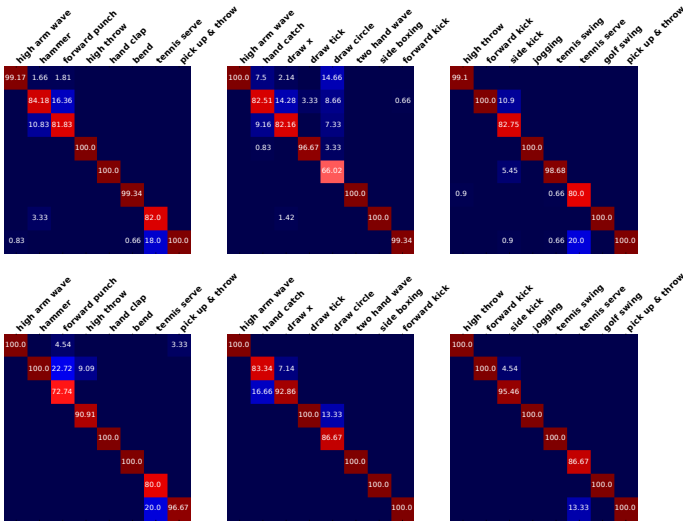 high arm wave
hammer
forward punch
high throw
hand clap
bend
tennis serve
pick up & throw
99.17 1.66 1.81
84.18 16.36
10.83 81.83
100.0
100.0
99.34
3.33 82.0
0.83 0.66 18.0 100.0
high arm wave
hand catch
draw x
draw tick
draw circle
two hand wave
side boxing
forward kick
100.0 7.5 2.14 14.66
82.51 14.28 3.33 8.66 0.66
9.16 82.16 7.33
0.83 96.67 3.33
66.02
100.0
1.42 100.0
99.34
high throw
forward kick
side kick
jogging
tennis swing
tennis serve
golf swing
pick up & throw
99.1
100.0 10.9
82.75
100.0
5.45 98.68
0.9 0.66 80.0
100.0
0.9 0.66 20.0 100.0
high arm wave
hammer
forward punch
high throw
hand clap
bend
tennis serve
pick up & throw
100.0 4.54 3.33
100.0 22.72 9.09
72.74
90.91
100.0
100.0
80.0
20.0 96.67
high arm wave
hand catch
draw x
draw tick
draw circle
two hand wave
side boxing
forward kick
100.0
83.34 7.14
16.66 92.86
100.0 13.33
86.67
100.0
100.0
100.0
high throw
forward kick
side kick
jogging
tennis swing
tennis serve
golf swing
pick up & throw
100.0
100.0 4.54
95.46
100.0
100.0
86.67
100.0
13.33 100.0